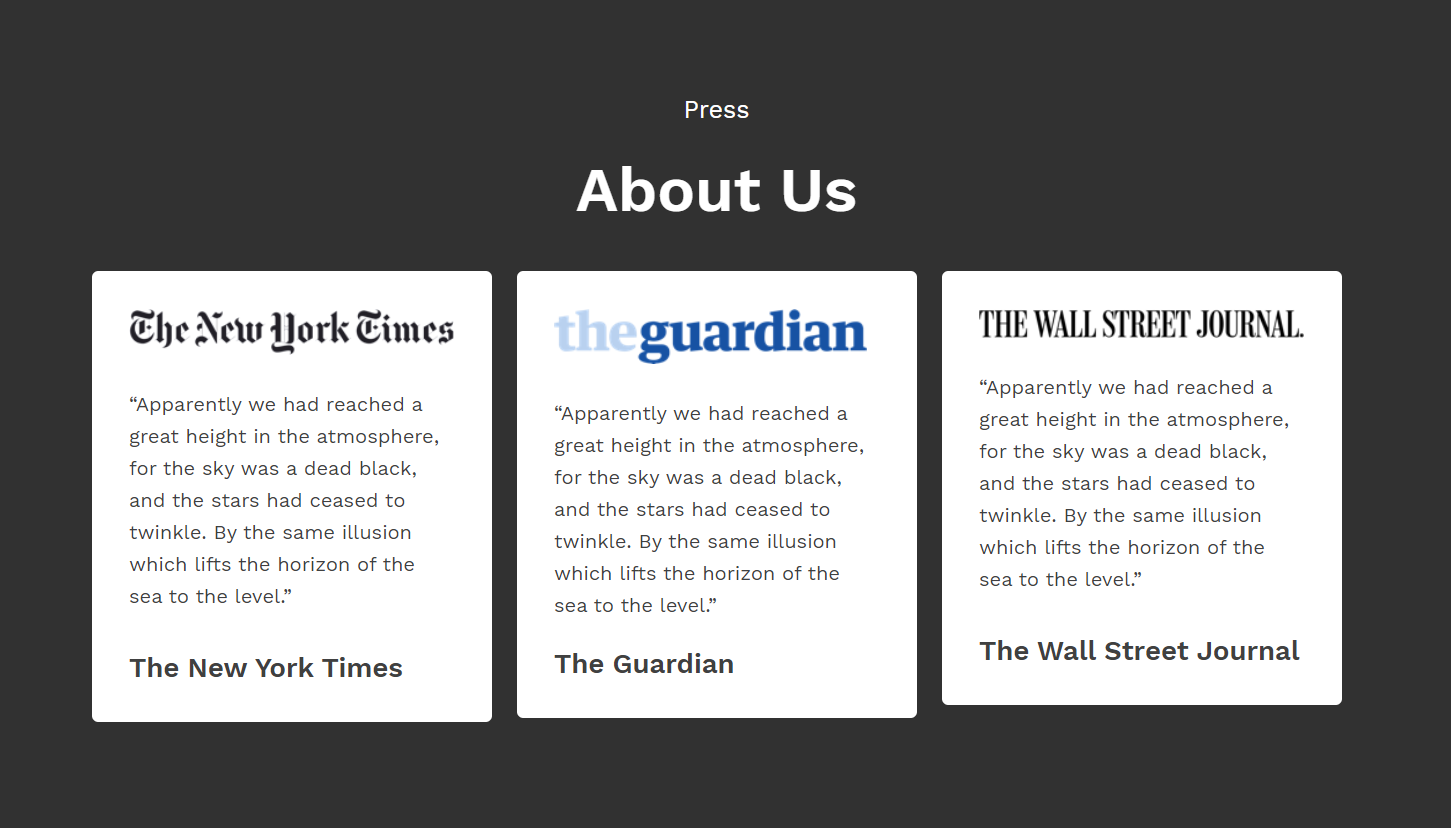 Press
About Us
The New York Times
“Apparently we had reached a
great height in the atmosphere,
for the sky was a dead black,
and the stars had ceased to
twinkle. By the same illusion
which lifts the horizon of the
sea to the level.”
The New York Times
theguardian
“Apparently we had reached a
great height in the atmosphere,
for the sky was a dead black,
and the stars had ceased to
twinkle. By the same illusion
which lifts the horizon of the
sea to the level.”
The Guardian
THE WALL STREET JOURNAL.
“Apparently we had reached a
great height in the atmosphere,
for the sky was a dead black,
and the stars had ceased to
twinkle. By the same illusion
which lifts the horizon of the
sea to the level.”
The Wall Street Journal